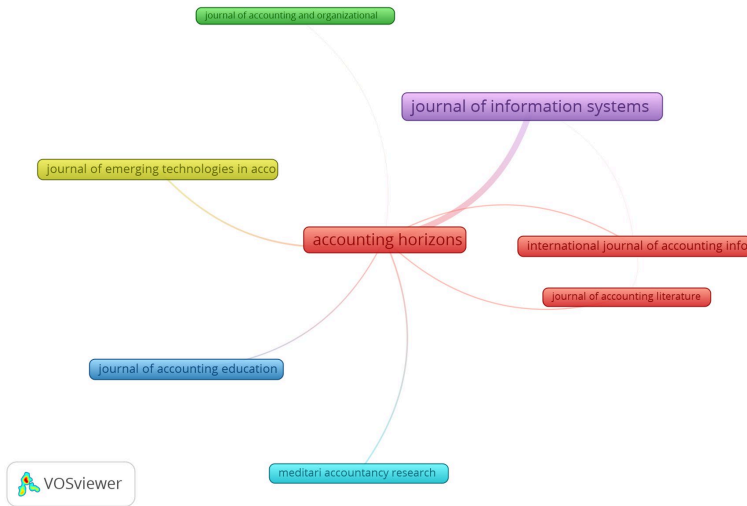 journal of accounting and organizational
journal of information systems
journal of emerging technologies in acco
accounting horizons
international journal of accounting info
journal of accounting literature
journal of accounting education
meditari accountancy research
VOSviewer